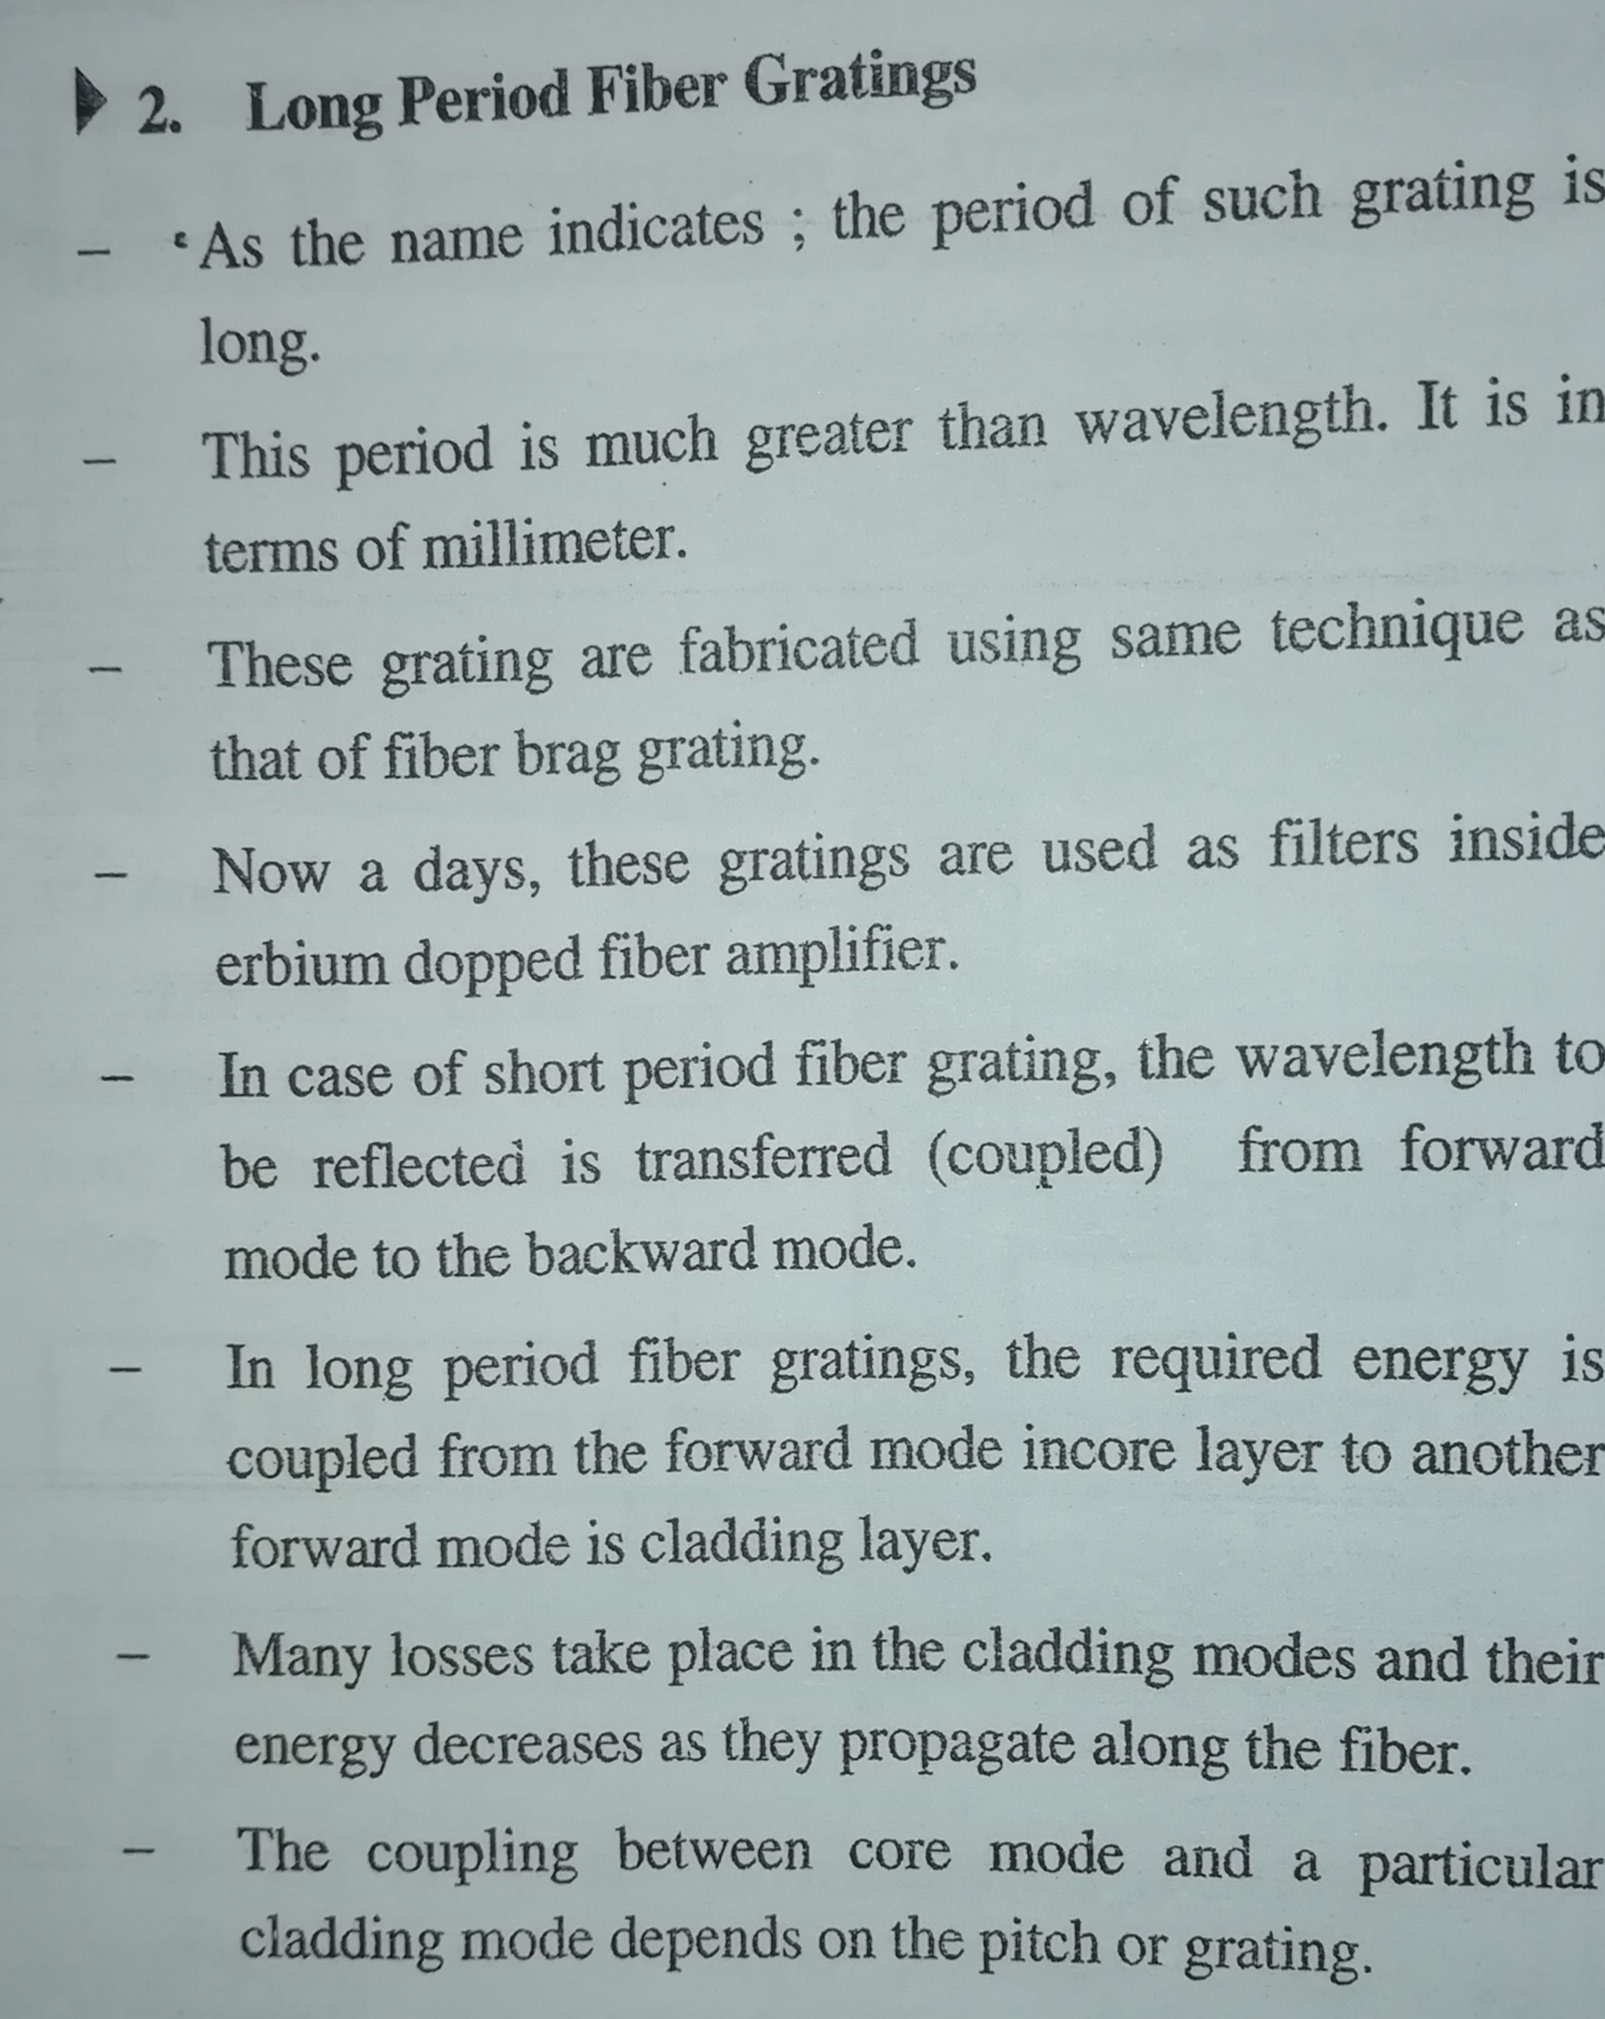 ▶ 2. Long Period Fiber Gratings
– As the name indicates ; the period of such grating is
long.
– This period is much greater than wavelength. It is in
terms of millimeter.
– These grating are fabricated using same technique as
that of fiber brag grating.
– Now a days, these gratings are used as filters inside
erbium dopped fiber amplifier.
– In case of short period fiber grating, the wavelength to
be reflected is transferred (coupled) from forward
mode to the backward mode.
– In long period fiber gratings, the required energy is
coupled from the forward mode incore layer to another
forward mode is cladding layer.
– Many losses take place in the cladding modes and their
energy decreases as they propagate along the fiber.
– The coupling between core mode and a particular
cladding mode depends on the pitch or grating.